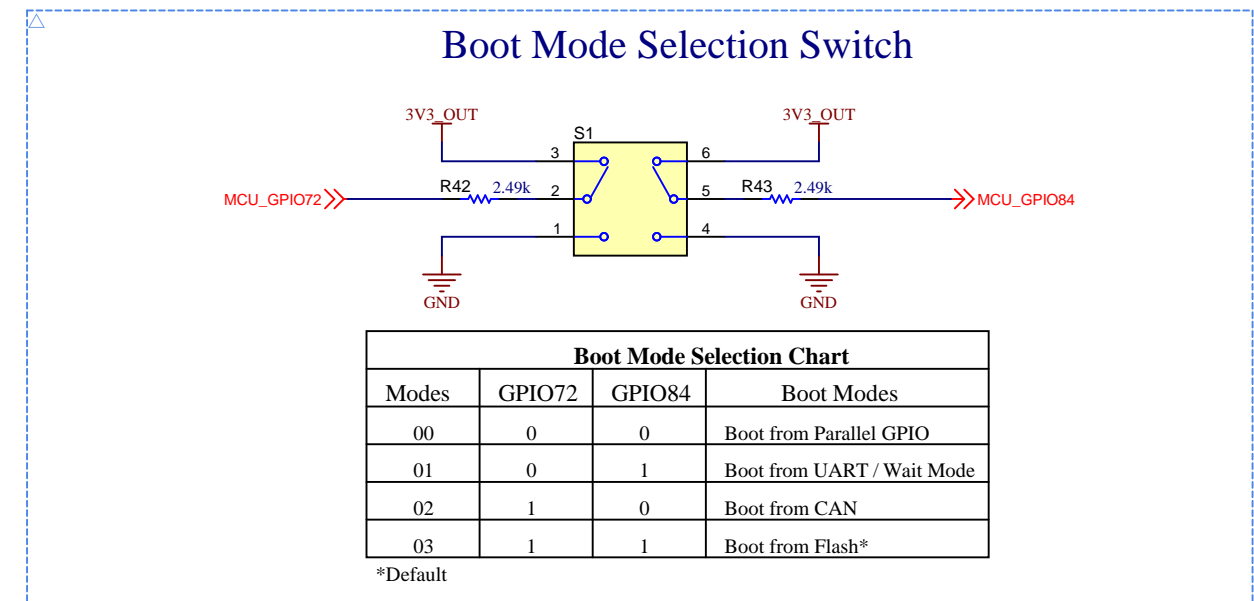 Boot Mode Selection Switch
3V3_OUT 3V3_OUT
S1
3 6
MCU_GPIO72 R42 2.49k 2 5 R43 2.49k MCU_GPIO84
1 4
GND GND
Boot Mode Selection Chart
Modes GPIO72 GPIO84 Boot Modes
00 0 0 Boot from Parallel GPIO
01 0 1 Boot from UART / Wait Mode
02 1 0 Boot from CAN
03 1 1 Boot from Flash*
*Default